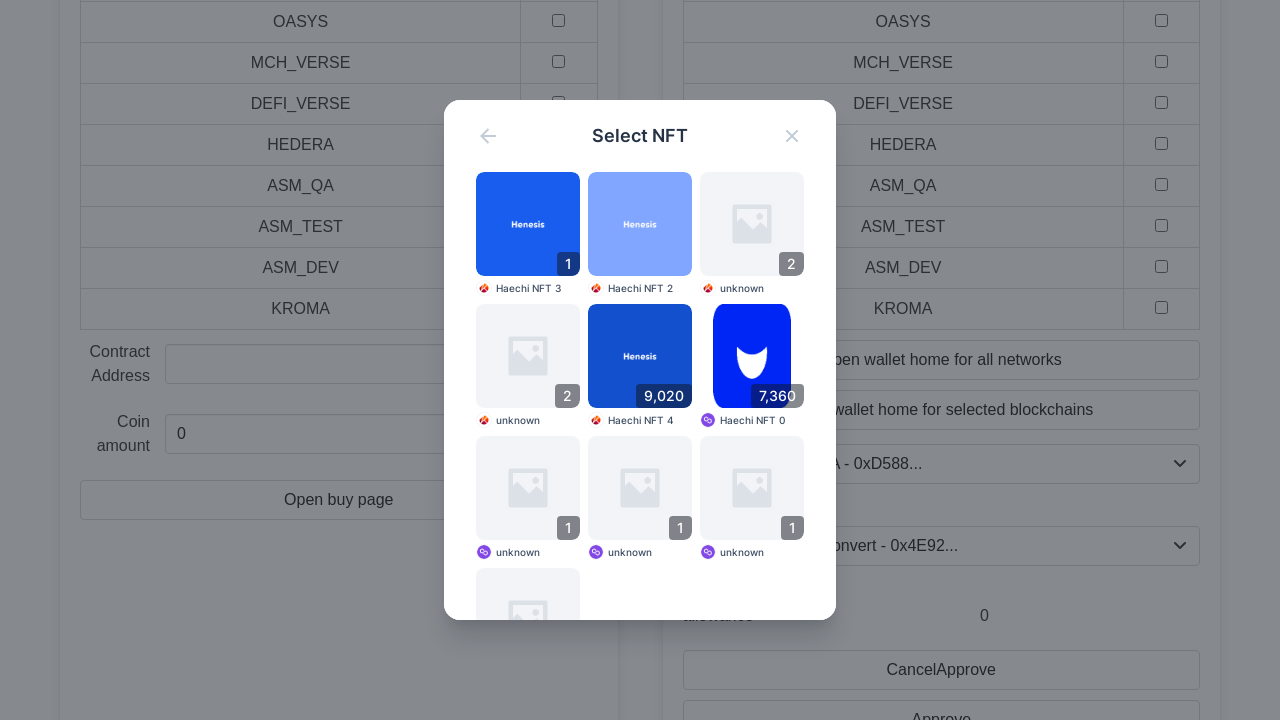 OASYS
OASYS
MCH_VERSE
MCH_VERSE
DEFI_VERSE
DEFI_VERSE
HEDERA
HEDERA
ASM_QA
ASM_QA
ASM_TEST
ASM_TEST
ASM_DEV
ASM_DEV
KROMA
KROMA
Contract
Address
Coin
amount
0
Open buy page
pen wallet home for all networks
wallet home for selected blockchains
- 0xD588...
onvert - 0x4E92...
0
CancelApprove
Approve
Select NFT
Henesis
1
Haechi NFT 3
Henesis
Haechi NFT 2
2
unknown
2
unknown
Henesis
9,020
Haechi NFT 4
7,360
Haechi NFT 0
1
unknown
1
unknown
1
unknown